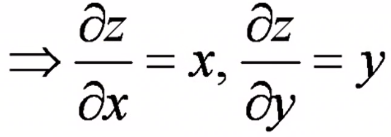 ⇒ ∂z/∂x = x, ∂z/∂y = y